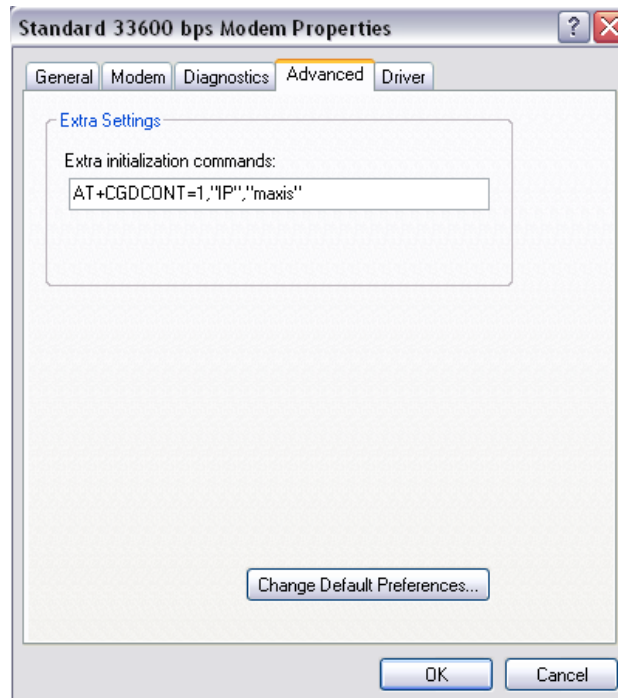 Standard 33600 bps Modem Properties
General Modem Diagnostics Advanced Driver
Extra Settings
Extra initialization commands:
AT+CGDCONT=1,"IP","maxis"
Change Default Preferences...
OK Cancel